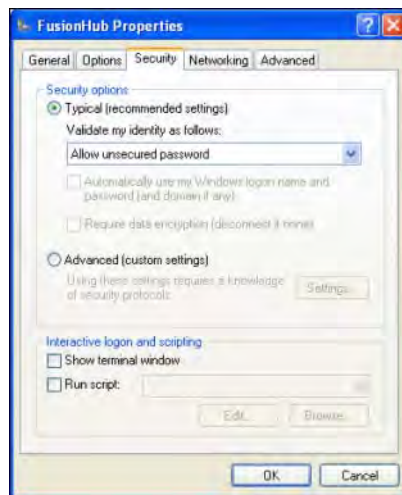 FusionHub Properties
General Options Security Networking Advanced
Security options
Typical (recommended settings)
Validate my identity as follows:
Allow unsecured password
Automatically use my Windows logon name and
password (and domain if any)
Require data encryption (disconnect if none)
Advanced (custom settings)
Using these settings requires a knowledge
of security protocols.
Settings...
Interactive logon and scripting
Show terminal window
Run script:
Edit... Browse...
OK Cancel